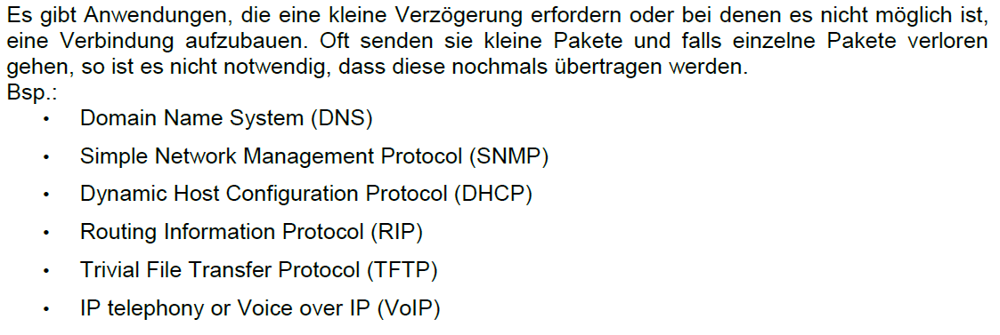 Es gibt Anwendungen, die eine kleine Verzögerung erfordern oder bei denen es nicht möglich ist,
eine Verbindung aufzubauen. Oft senden sie kleine Pakete und falls einzelne Pakete verloren
gehen, so ist es nicht notwendig, dass diese nochmals übertragen werden.
Bsp.:
• Domain Name System (DNS)
• Simple Network Management Protocol (SNMP)
• Dynamic Host Configuration Protocol (DHCP)
• Routing Information Protocol (RIP)
• Trivial File Transfer Protocol (TFTP)
• IP telephony or Voice over IP (VoIP)